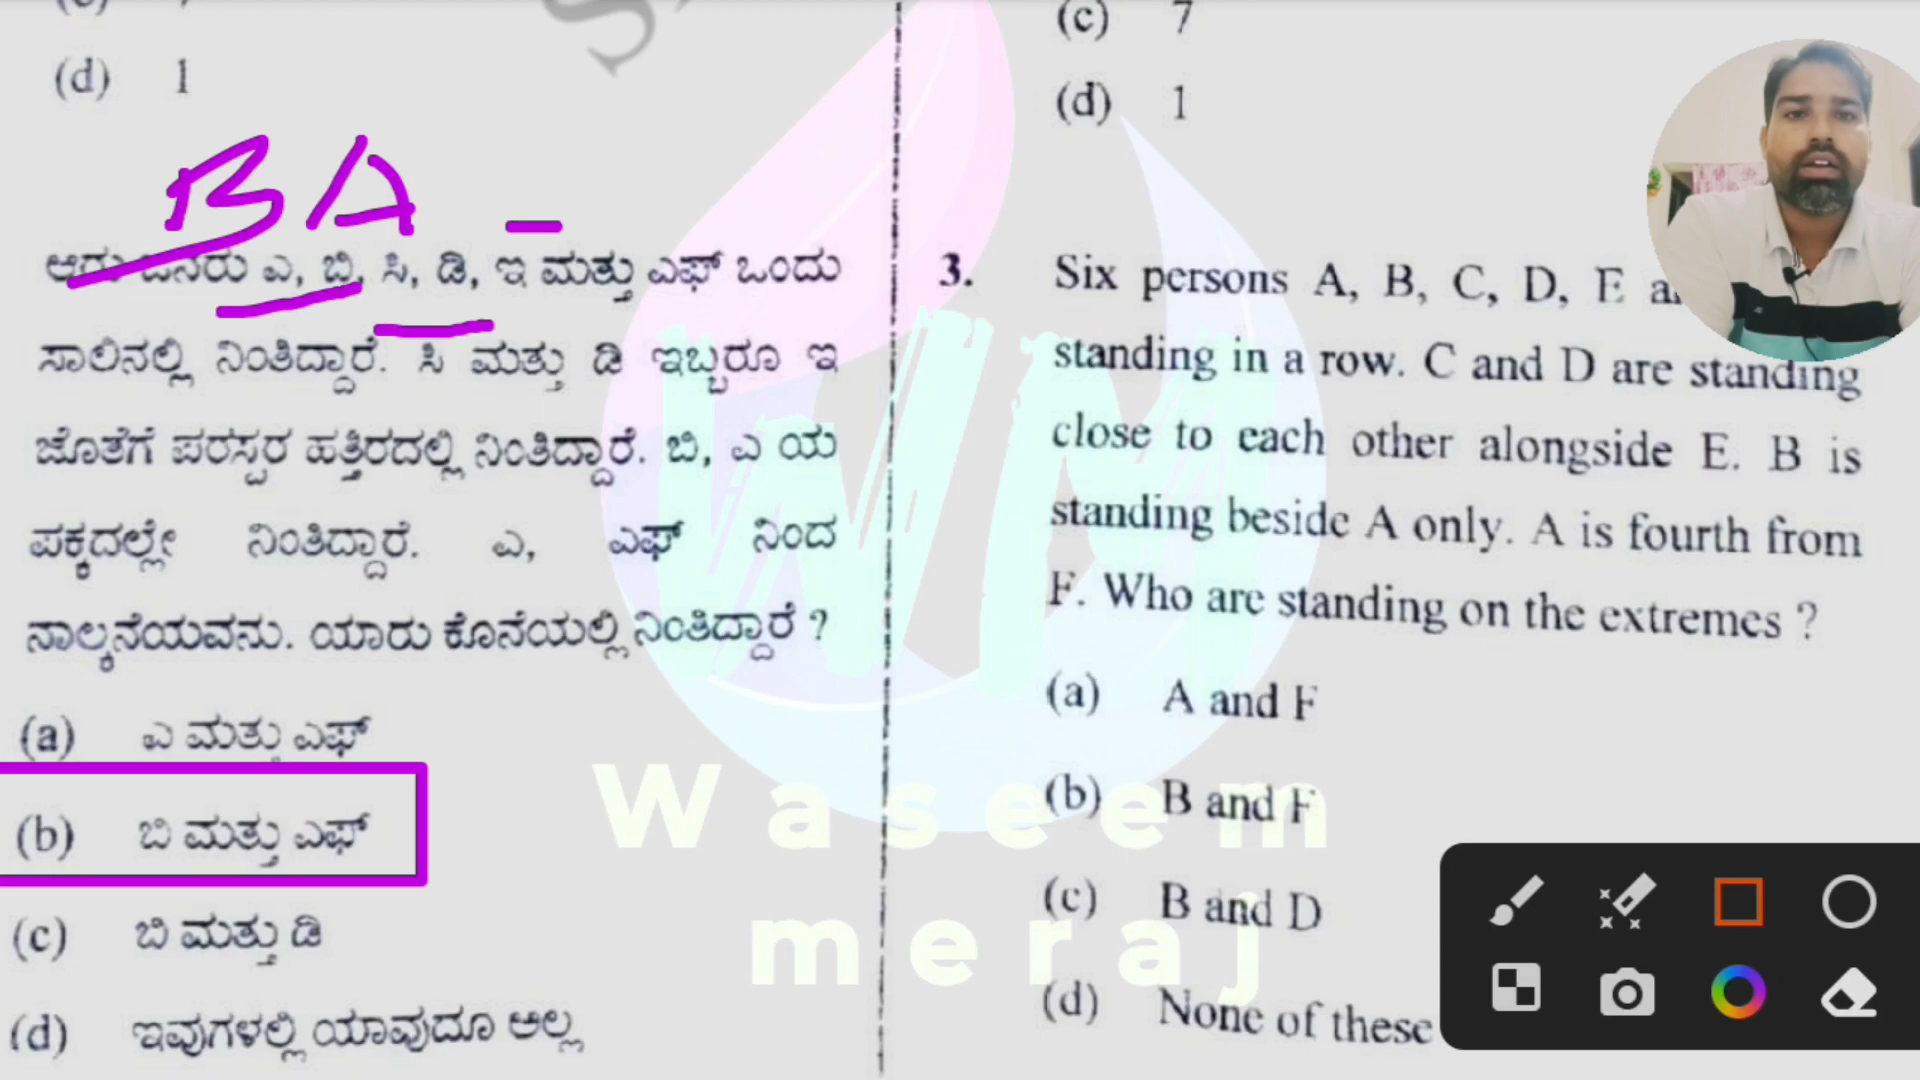 (d) 1
BA
ಆರು ಜನರು ಎ, ಬಿ, ಸಿ, ಡಿ, ಇ ಮತ್ತು ಎಫ್ ಒಂದು
ಸಾಲಿನಲ್ಲಿ ನಿಂತಿದ್ದಾರೆ. ಸಿ ಮತ್ತು ಡಿ ಇಬ್ಬರೂ ಇ
ಜೊತೆಗೆ ಪರಸ್ಪರ ಹತ್ತಿರದಲ್ಲಿ ನಿಂತಿದ್ದಾರೆ. ಬಿ, ಎ ಯ
ಪಕ್ಕದಲ್ಲೇ ನಿಂತಿದ್ದಾರೆ. ಎ, ಎಫ್ ನಿಂದ
ನಾಲ್ಕನೆಯವನು. ಯಾರು ಕೊನೆಯಲ್ಲಿ ನಿಂತಿದ್ದಾರೆ ?
(a) ಎ ಮತ್ತು ಎಫ್
(b) ಬಿ ಮತ್ತು ಎಫ್
(c) ಬಿ ಮತ್ತು ಡಿ
(d) ಇವುಗಳಲ್ಲಿ ಯಾವುದೂ ಅಲ್ಲ
(c) 7
(d) 1
3. Six persons A, B, C, D, E
standing in a row. C and D are standing
close to each other alongside E. B is
standing beside A only. A is fourth from
F. Who are standing on the extremes ?
(a) A and F
(b) B and F
(c) B and D
(d) None of these
WM
Waseem
meraj